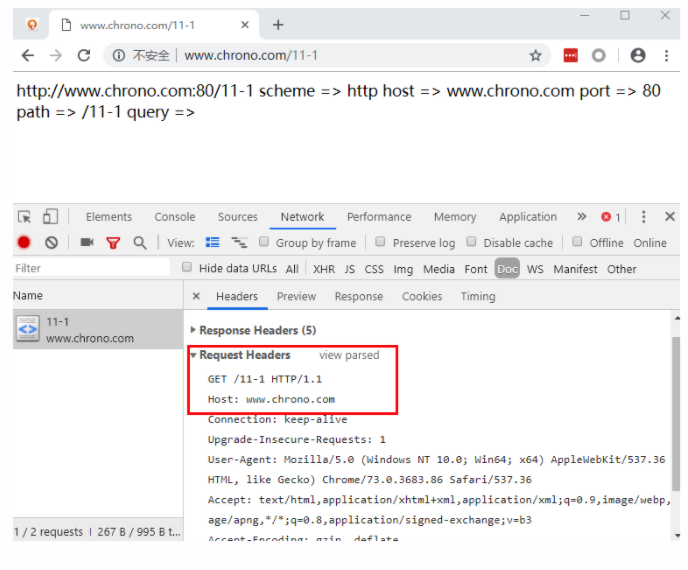 www.chrono.com/11-1
不安全 www.chrono.com/11-1
http://www.chrono.com:80/11-1 scheme => http host => www.chrono.com port => 80
path => /11-1 query =>
Elements Console Sources Network Performance Memory Application » 1
View: Group by frame Preserve log Disable cache Offline Online
Filter Hide data URLs All XHR JS CSS Img Media Font Doc WS Manifest Other
Name × Headers Preview Response Cookies Timing
11-1
www.chrono.com
Response Headers (5)
Request Headers view parsed
GET /11-1 HTTP/1.1
Host: www.chrono.com
Connection: keep-alive
Upgrade-Insecure-Requests: 1
User-Agent: Mozilla/5.0 (Windows NT 10.0; Win64; x64) AppleWebKit/537.36
HTML, like Gecko) Chrome/73.0.3683.86 Safari/537.36
Accept: text/html,application/xhtml+xml,application/xml;q=0.9,image/webp,
age/apng,*/*;q=0.8,application/signed-exchange;v=b3
Accept-Encoding: gzip, deflate
1 / 2 requests | 267 B / 995 B t...